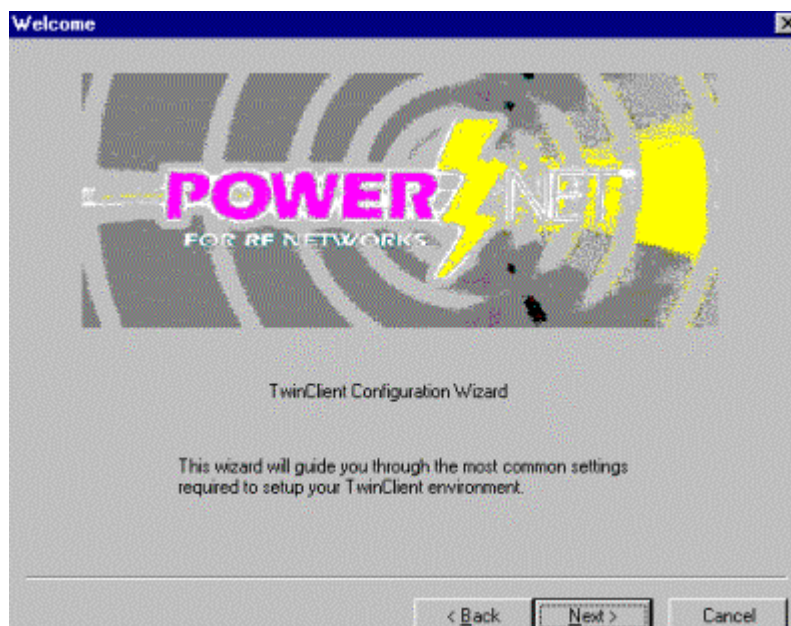 Welcome
POWER NET
FOR RF NETWORKS
TwinClient Configuration Wizard
This wizard will guide you through the most common settings
required to setup your TwinClient environment.
< Back
Next >
Cancel